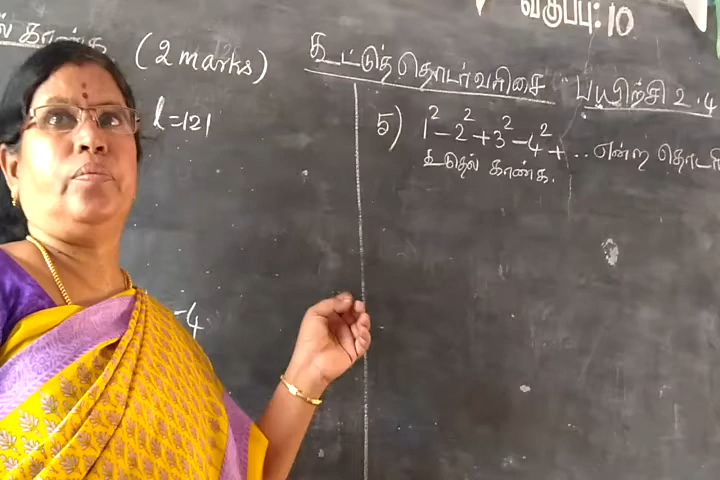 வகுப்பு: 10
காண்க (2 marks)
கூட்டுத் தொடர்வரிசை பயிற்சி 2.4
l=121
5) 1²-2²+3²-4²+... என்ற
கூடுதல் காண்க.
-4